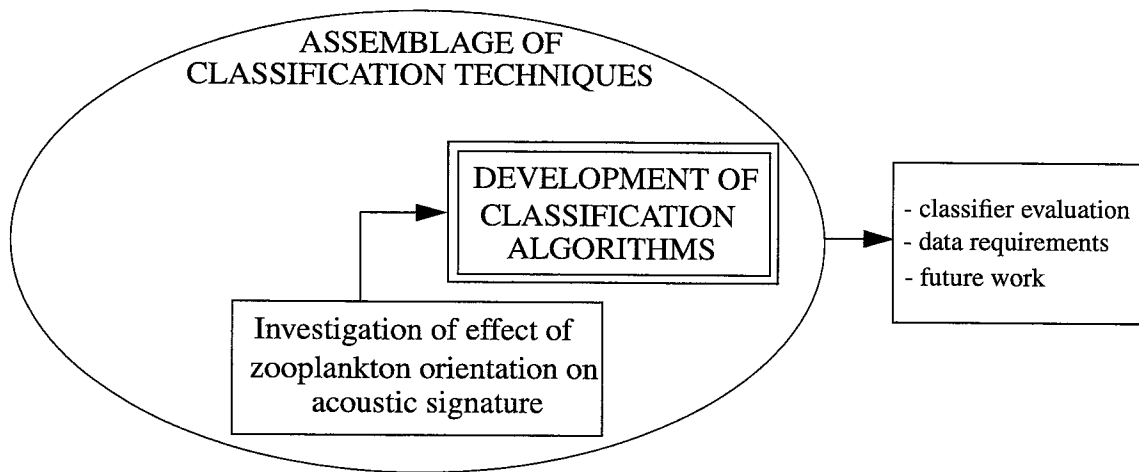 ASSEMBLAGE OF
CLASSIFICATION TECHNIQUES
DEVELOPMENT OF
CLASSIFICATION
ALGORITHMS
Investigation of effect of
zooplankton orientation on
acoustic signature
- classifier evaluation
- data requirements
- future work